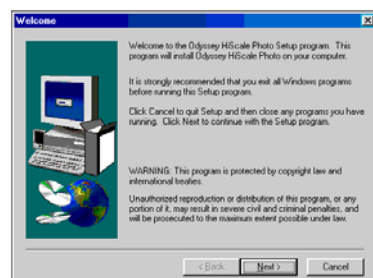 Welcome
Welcome to the Odyssey HiScale Photo Setup program. This
program will install Odyssey HiScale Photo on your computer.
It is strongly recommended that you exit all Windows programs
before running this Setup program.
Click Cancel to quit Setup and then close any programs you have
running. Click Next to continue with the Setup program.
WARNING: This program is protected by copyright law and
international treaties.
Unauthorized reproduction or distribution of this program, or any
portion of it, may result in severe civil and criminal penalties, and
will be prosecuted to the maximum extent possible under law.
< Back
Next >
Cancel